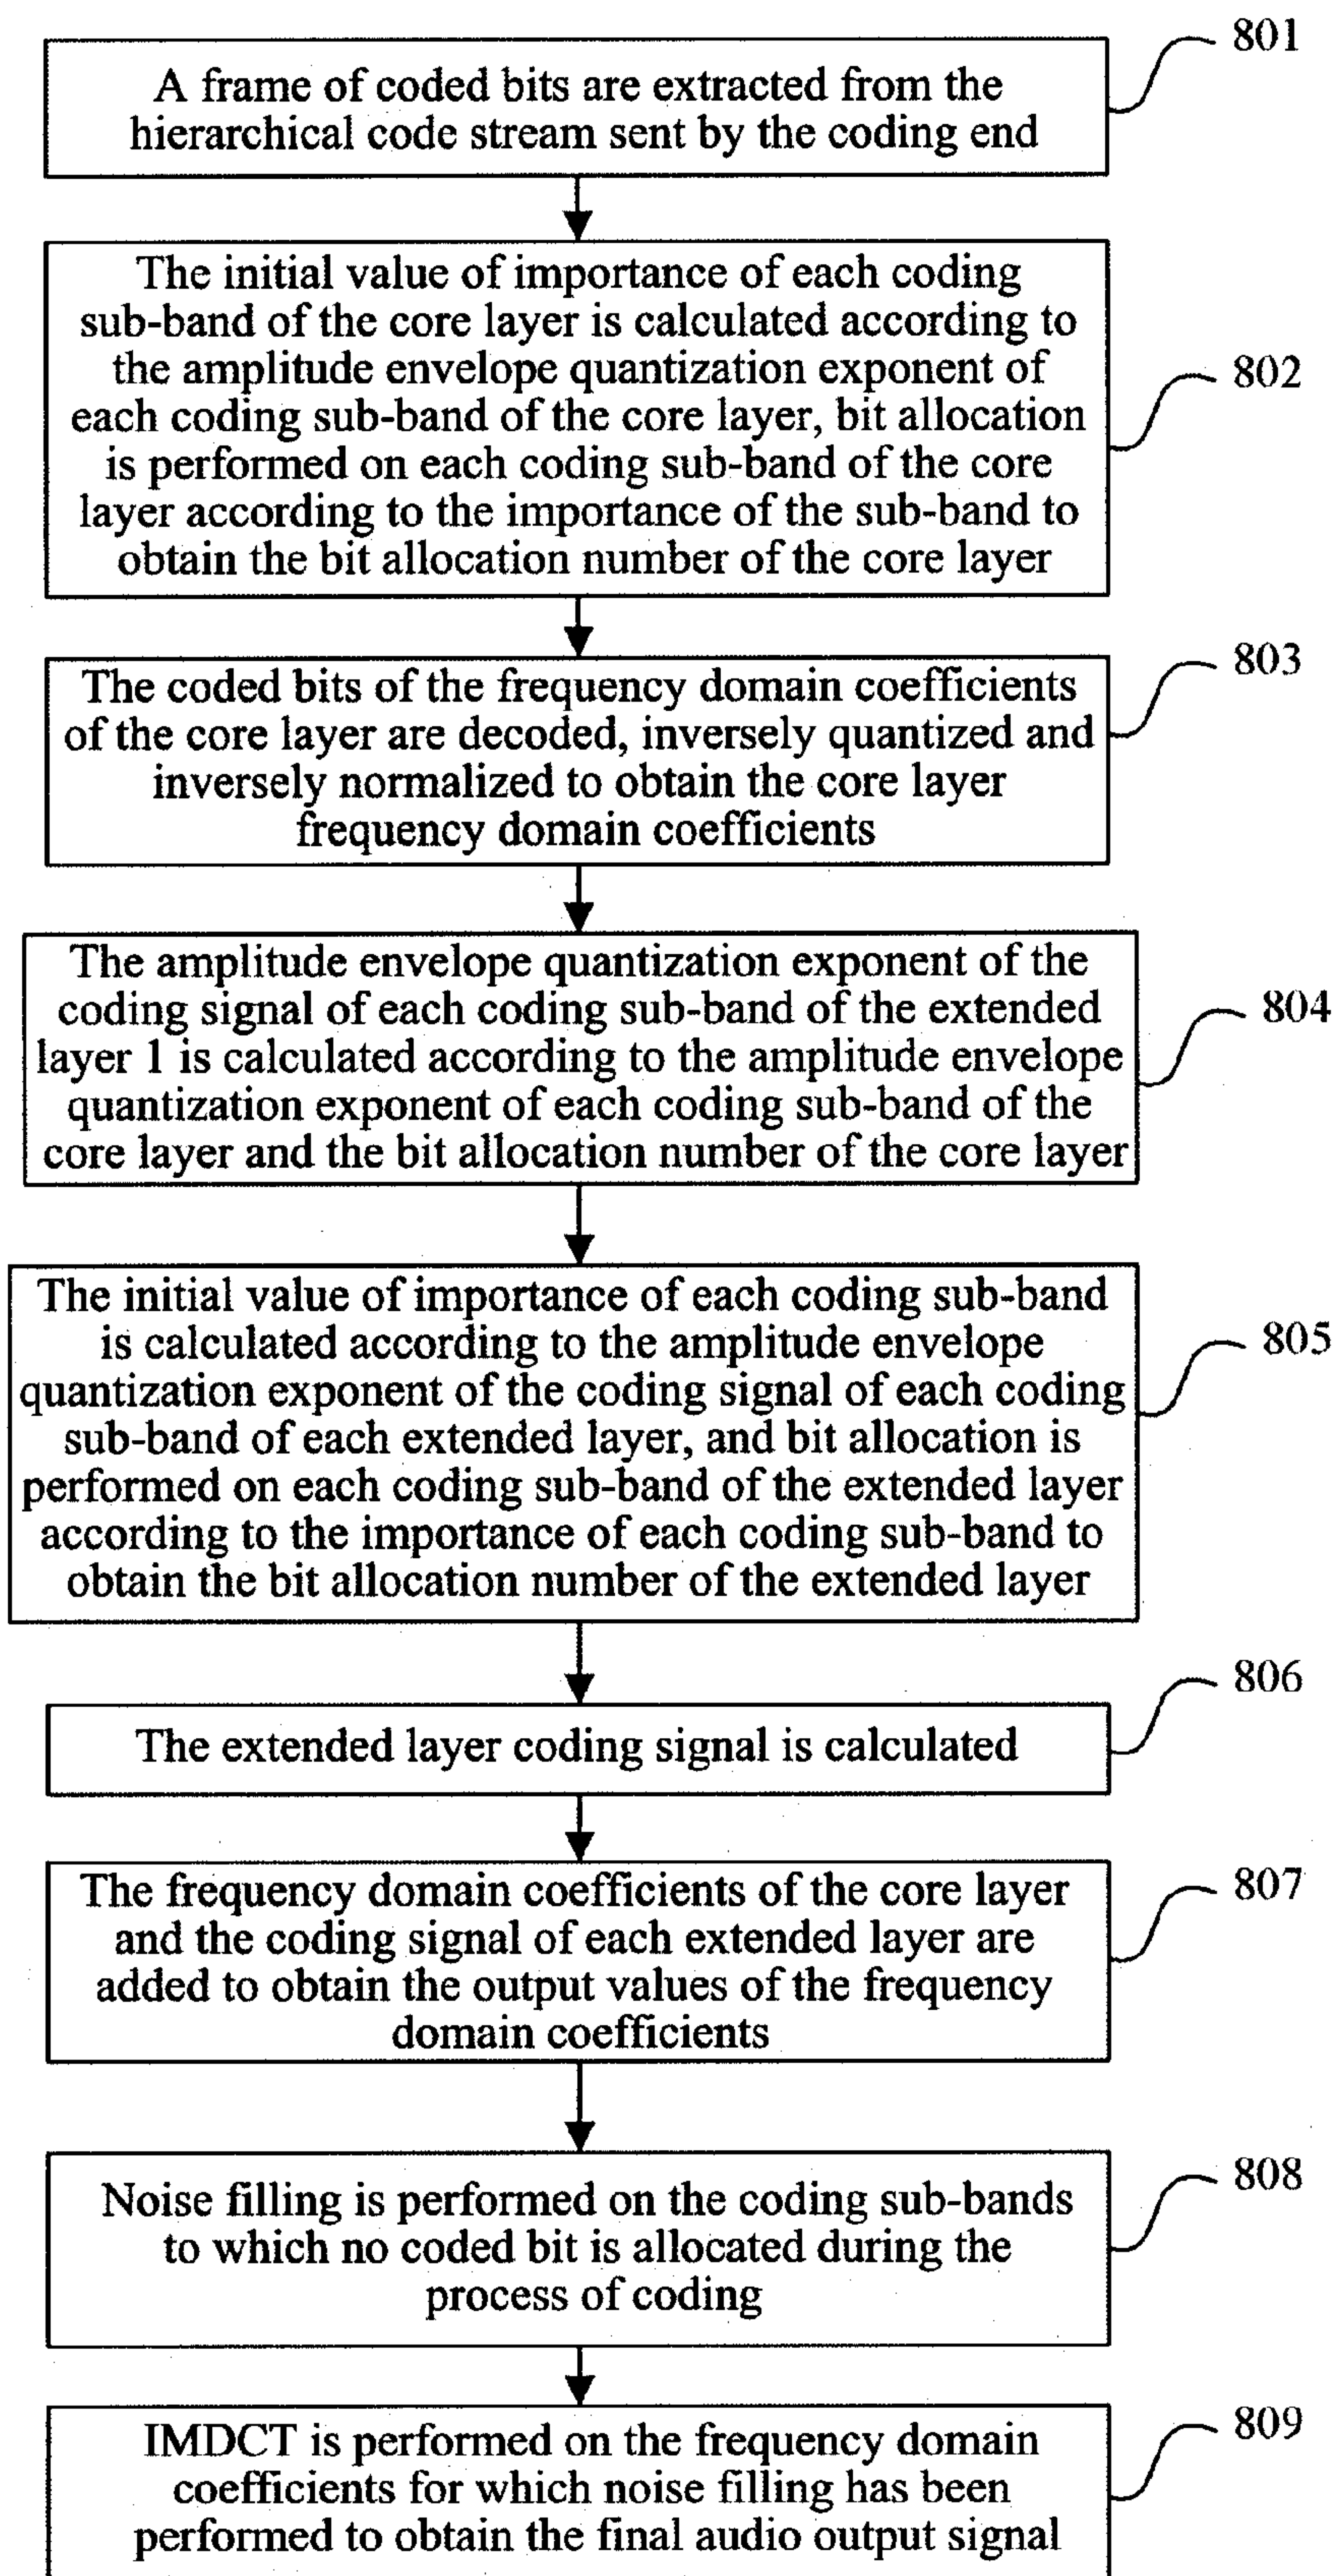 801
A frame of coded bits are extracted from the
hierarchical code stream sent by the coding end
The initial value of importance of each coding
sub-band of the core layer is calculated according to
the amplitude envelope quantization exponent of
each coding sub-band of the core layer, bit allocation
is performed on each coding sub-band of the core
layer according to the importance of the sub-band to
obtain the bit allocation number of the core layer
802
The coded bits of the frequency domain coefficients
of the core layer are decoded, inversely quantized and
inversely normalized to obtain the core layer
frequency domain coefficients
803
The amplitude envelope quantization exponent of the
coding signal of each coding sub-band of the extended
layer 1 is calculated according to the amplitude envelope
quantization exponent of each coding sub-band of the
core layer and the bit allocation number of the core layer
804
The initial value of importance of each coding sub-band
is calculated according to the amplitude envelope
quantization exponent of the coding signal of each coding
sub-band of each extended layer, and bit allocation is
performed on each coding sub-band of the extended layer
according to the importance of each coding sub-band to
obtain the bit allocation number of the extended layer
805
The extended layer coding signal is calculated
806
The frequency domain coefficients of the core layer
and the coding signal of each extended layer are
added to obtain the output values of the frequency
domain coefficients
807
Noise filling is performed on the coding sub-bands
to which no coded bit is allocated during the
process of coding
808
IMDCT is performed on the frequency domain
coefficients for which noise filling has been
performed to obtain the final audio output signal
809